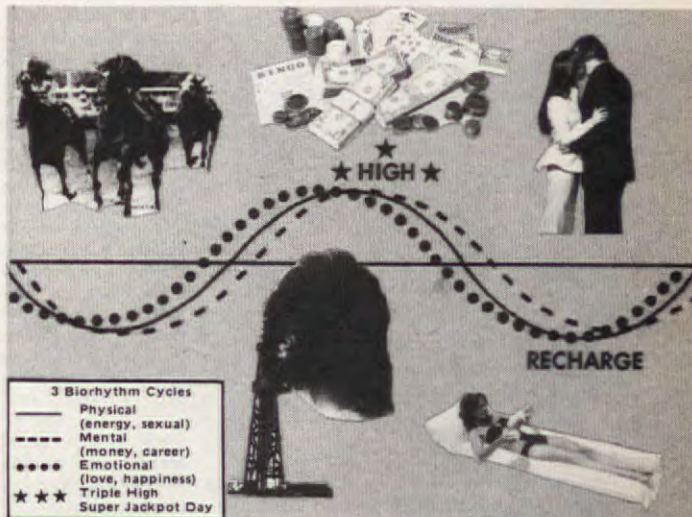 BINGO
HIGH
RECHARGE
3 Biorhythm Cycles
Physical
(energy, sexual)
Mental
(money, career)
Emotional
(love, happiness)
Triple High
Super Jackpot Day